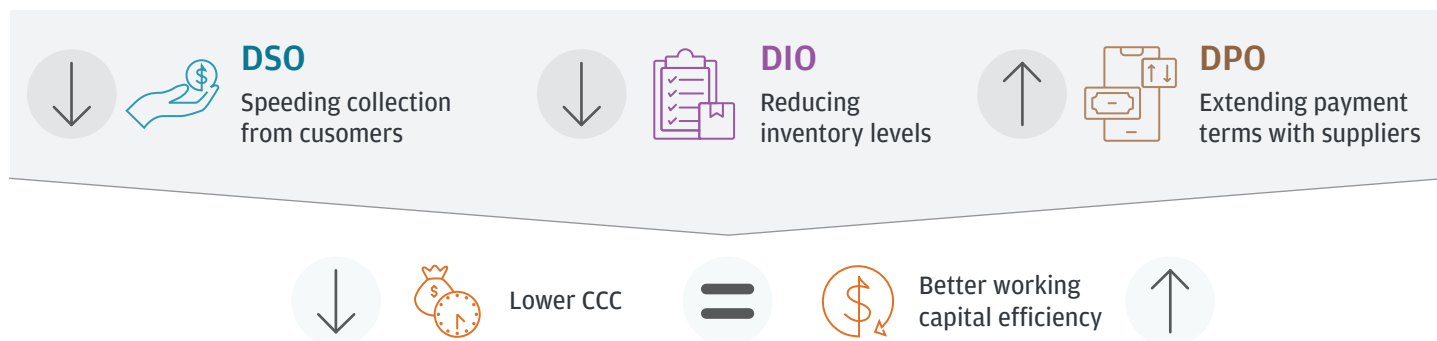 DSO
Speeding collection
from cusomers
DIO
Reducing
inventory levels
DPO
Extending payment
terms with suppliers
$
Lower CCC
=
$
Better working
capital efficiency